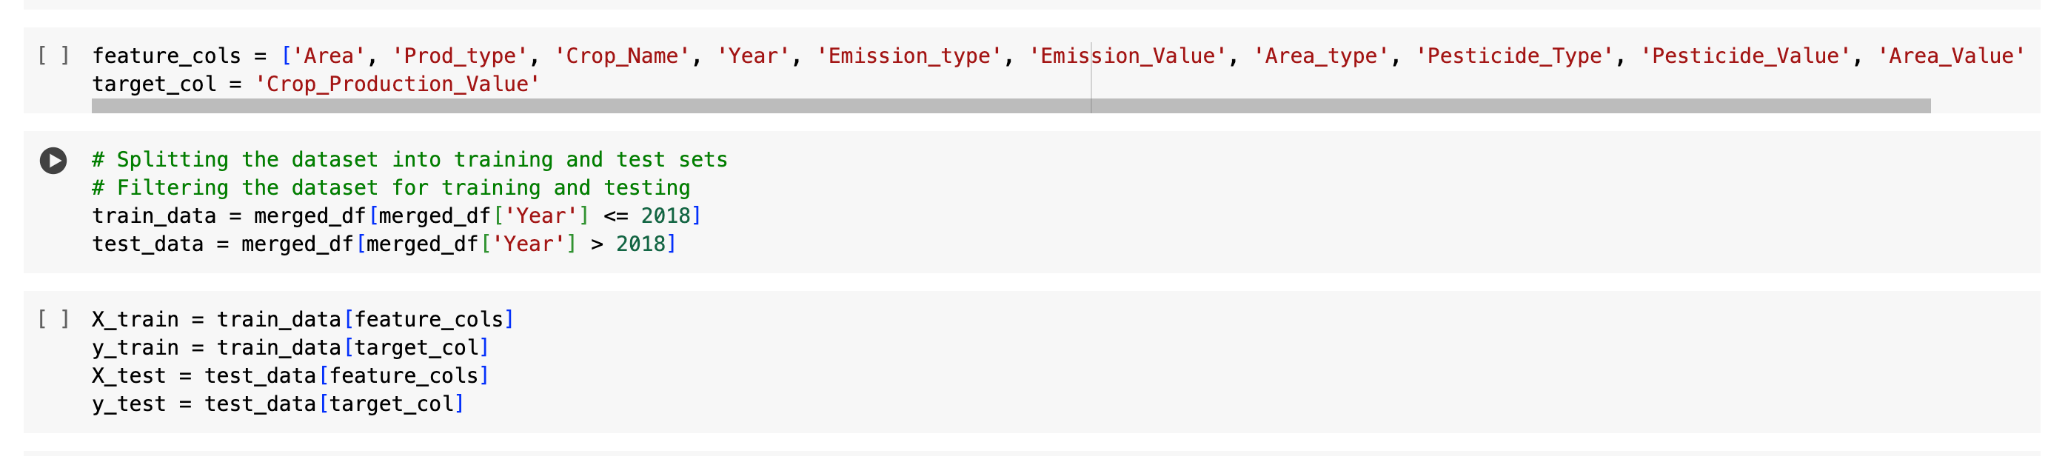 [ ] feature_cols = ['Area', 'Prod_type', 'Crop_Name', 'Year', 'Emission_type', 'Emission_Value', 'Area_type', 'Pesticide_Type', 'Pesticide_Value', 'Area_Value'
target_col = 'Crop_Production_Value'
# Splitting the dataset into training and test sets
# Filtering the dataset for training and testing
train_data = merged_df[merged_df['Year'] <= 2018]
test_data = merged_df[merged_df['Year'] > 2018]
[ ] X_train = train_data[feature_cols]
y_train = train_data[target_col]
X_test = test_data[feature_cols]
y_test = test_data[target_col]